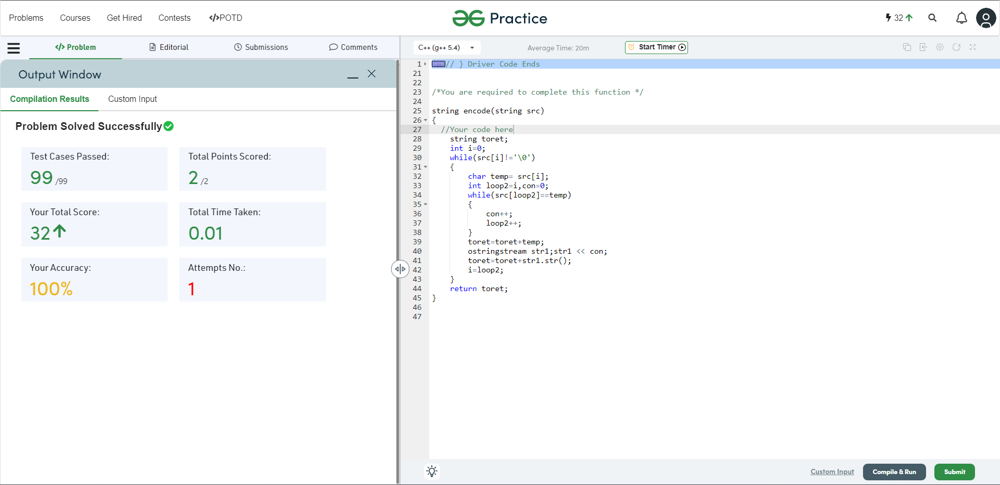 Problems Courses Get Hired Contests </>POTD
Practice
32
</> Problem Editorial Submissions Comments
Output Window
Compilation Results Custom Input
Problem Solved Successfully
Test Cases Passed:
99 /99
Total Points Scored:
2 /2
Your Total Score:
32
Total Time Taken:
0.01
Your Accuracy:
100%
Attempts No.:
1
C++ (g++ 5.4) Average Time: 20m Start Timer
1 // } Driver Code Ends
21
22
23 /*You are required to complete this function */
24
25 string encode(string src)
26 {
27 //Your code here
28 string toret;
29 int i=0;
30 while(src[i]!='\0')
31 {
32 char temp= src[i];
33 int loop2=i,con=0;
34 while(src[loop2]==temp)
35 {
36 con++;
37 loop2++;
38 }
39 toret=toret+temp;
40 ostringstream str1;str1 << con;
41 toret=toret+str1.str();
42 i=loop2;
43 }
44 return toret;
45 }
46
47
Custom Input Compile & Run Submit